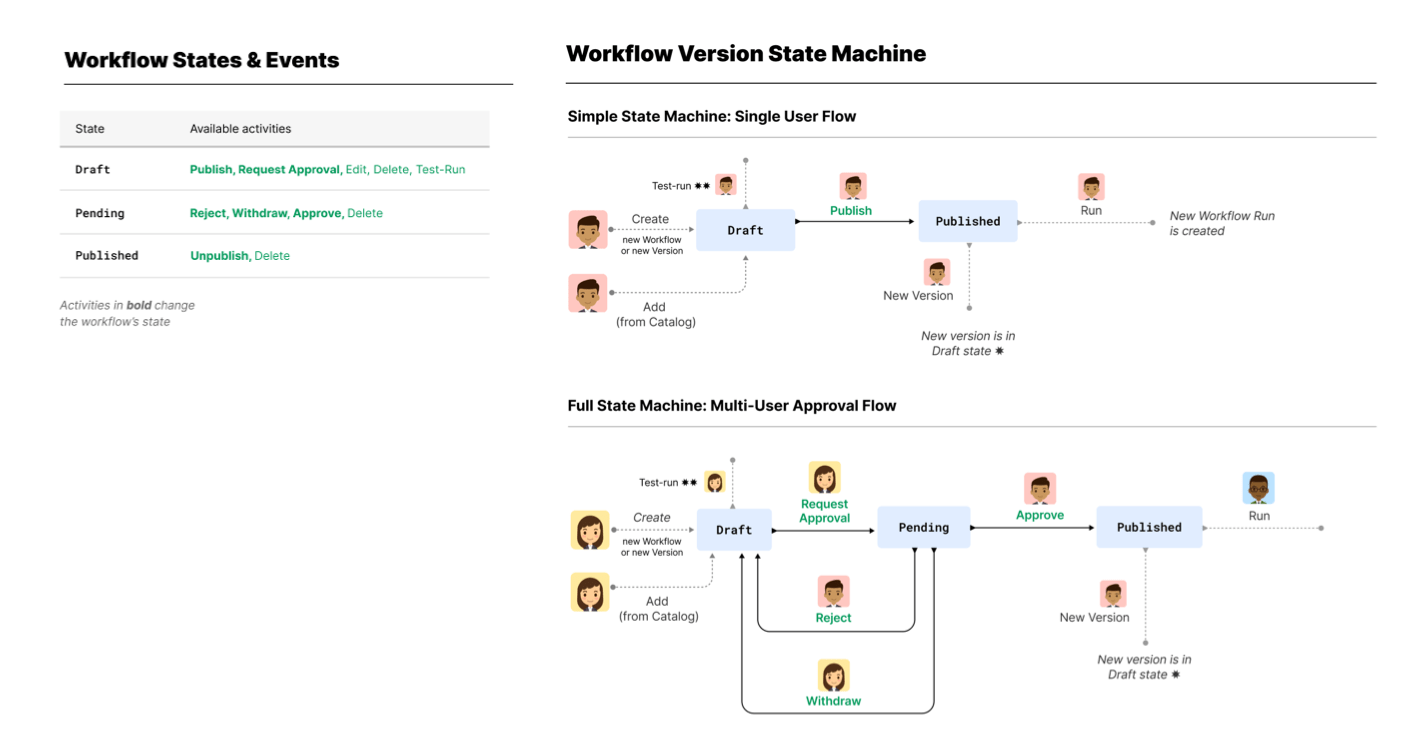 Workflow States & Events
State Available activities
Draft Publish, Request Approval, Edit, Delete, Test-Run
Pending Reject, Withdraw, Approve, Delete
Published Unpublish, Delete
Activities in bold change
the workflow's state
Workflow Version State Machine
Simple State Machine: Single User Flow
Test-run ✷✷
Create
new Workflow
or new Version
Add
(from Catalog)
Draft
Publish
Published
Run
New Workflow Run
is created
New Version
New version is in
Draft state ✷
Full State Machine: Multi-User Approval Flow
Test-run ✷✷
Create
new Workflow
or new Version
Add
(from Catalog)
Draft
Request
Approval
Pending
Approve
Published
Run
Reject
Withdraw
New Version
New version is in
Draft state ✷